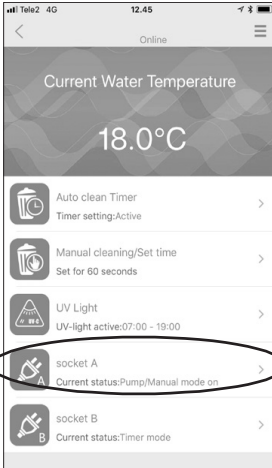 Tele2 4G 12.45
Online
Current Water Temperature
18.0°C
Auto clean Timer
Timer setting:Active
Manual cleaning/Set time
Set for 60 seconds
UV Light
UV-light active:07:00 - 19:00
socket A
A
Current status:Pump/Manual mode on
socket B
B
Current status:Timer mode